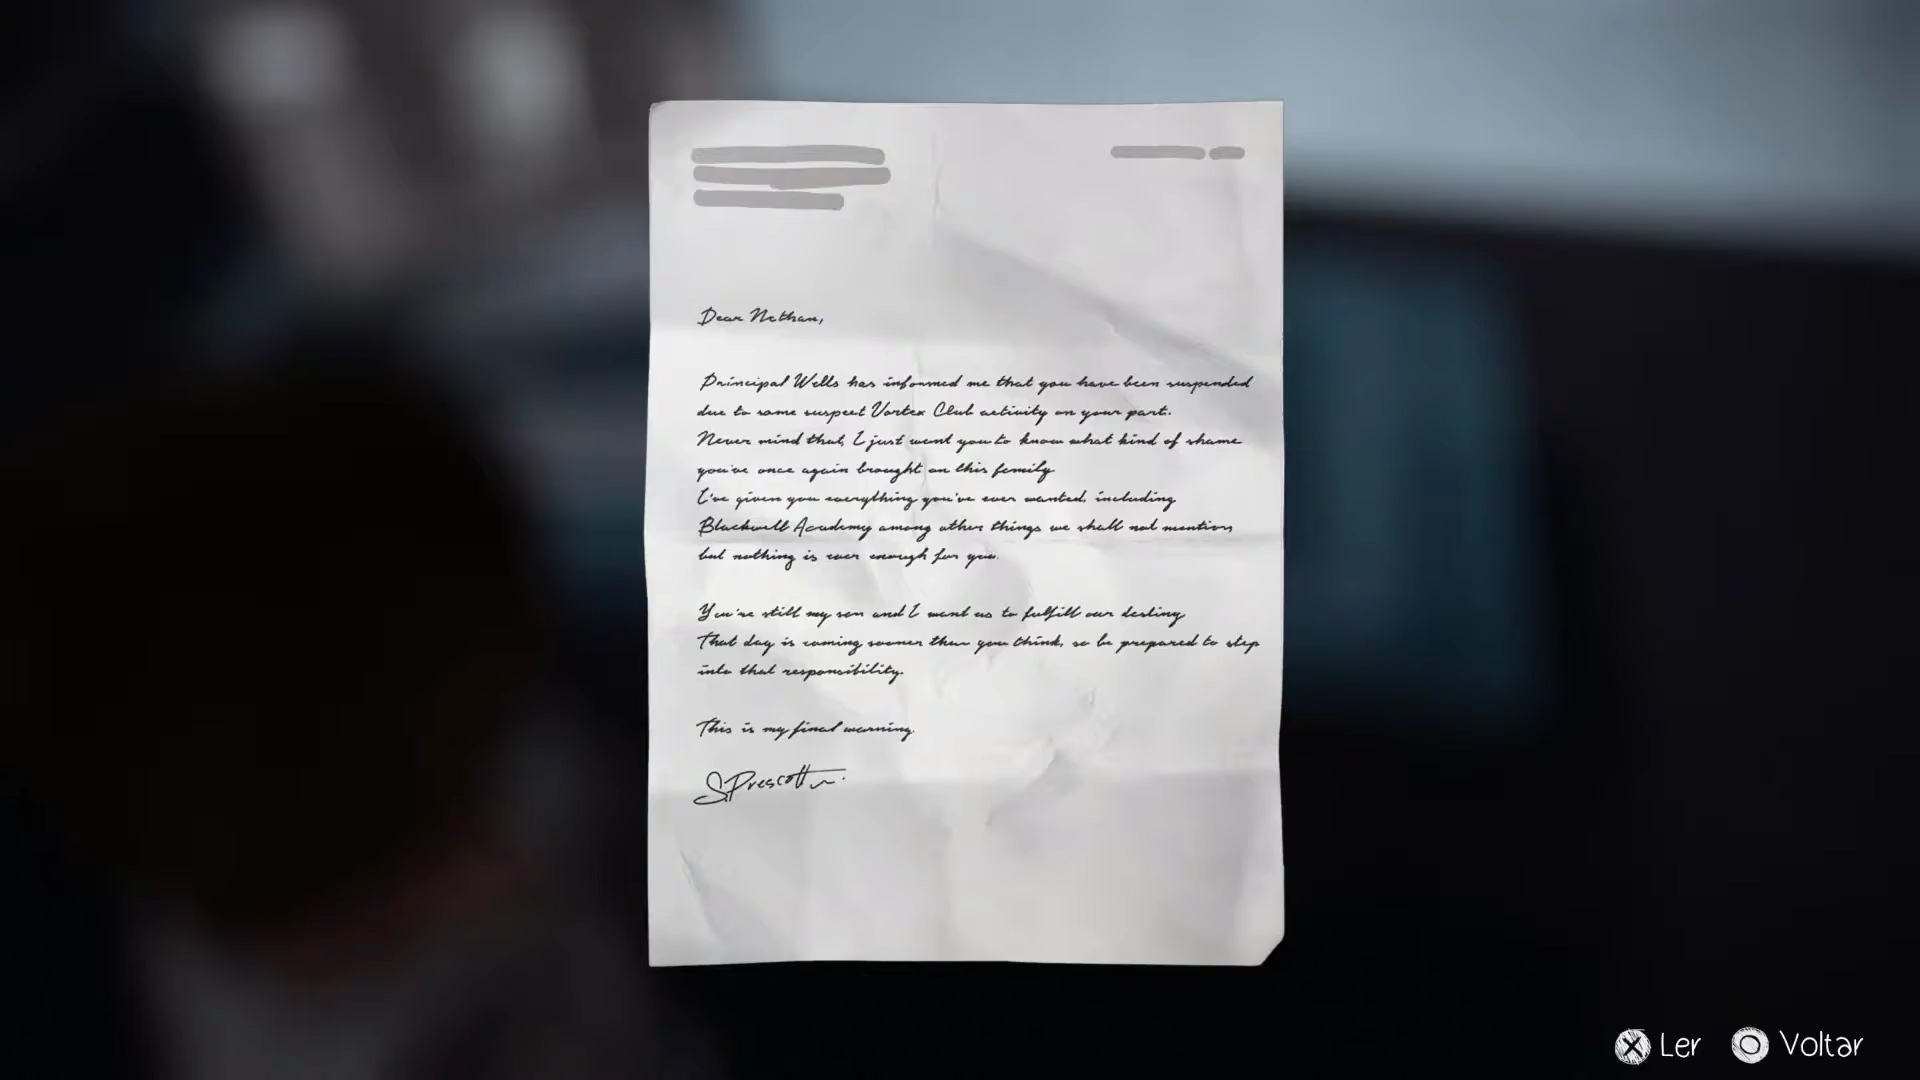 Dear Nathan,
Principal Wells has informed me that you have been suspended
due to some suspect Vortex Club activity on your part.
Never mind that, I just want you to know what kind of shame
you've once again brought on this family
I've given you everything you've ever wanted, including
Blackwell Academy among other things we shall not mention,
but nothing is ever enough for you.
You're still my son and I want us to fulfill our destiny
That day is coming sooner than you think, so be prepared to step
into that responsibility.
This is my final warning.
S. Prescott
Ler Voltar